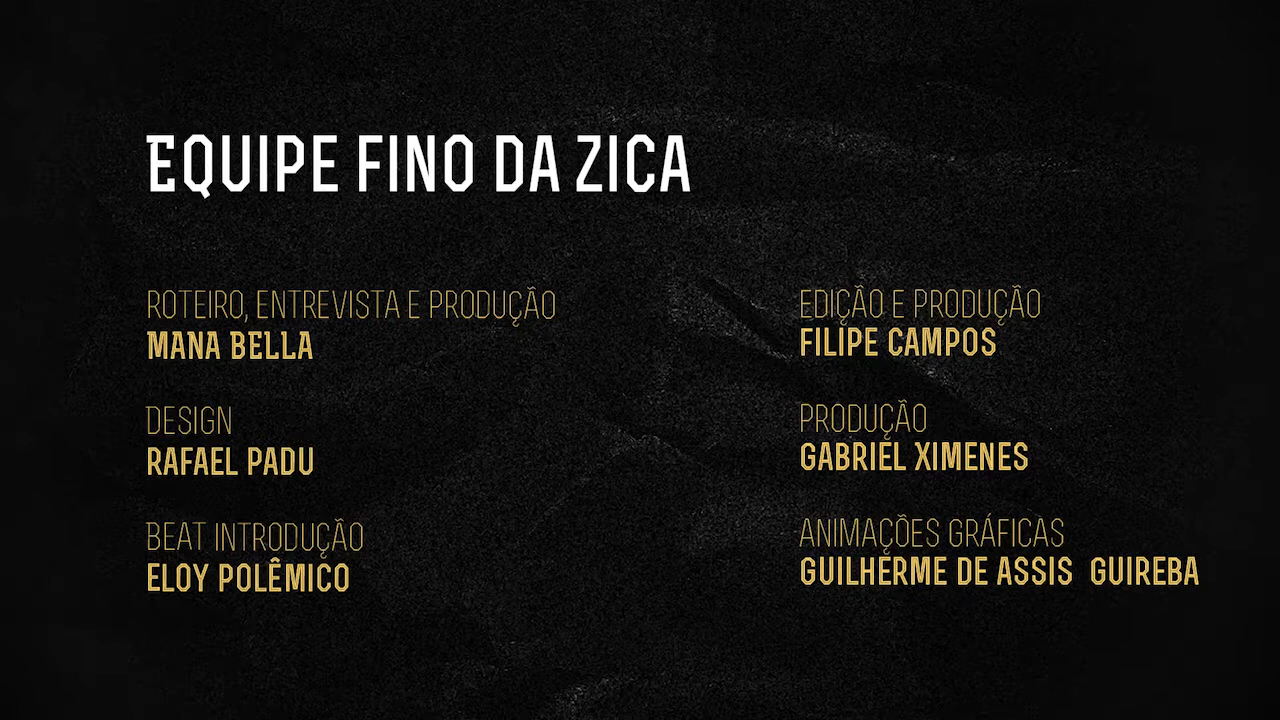 EQUIPE FINO DA ZICA
ROTEIRO, ENTREVISTA E PRODUÇÃO
MANA BELLA
DESIGN
RAFAEL PADU
BEAT INTRODUÇÃO
ELOY POLÊMICO
EDIÇÃO E PRODUÇÃO
FILIPE CAMPOS
PRODUÇÃO
GABRIEL XIMENES
ANIMAÇÕES GRÁFICAS
GUILHERME DE ASSIS GUIREBA